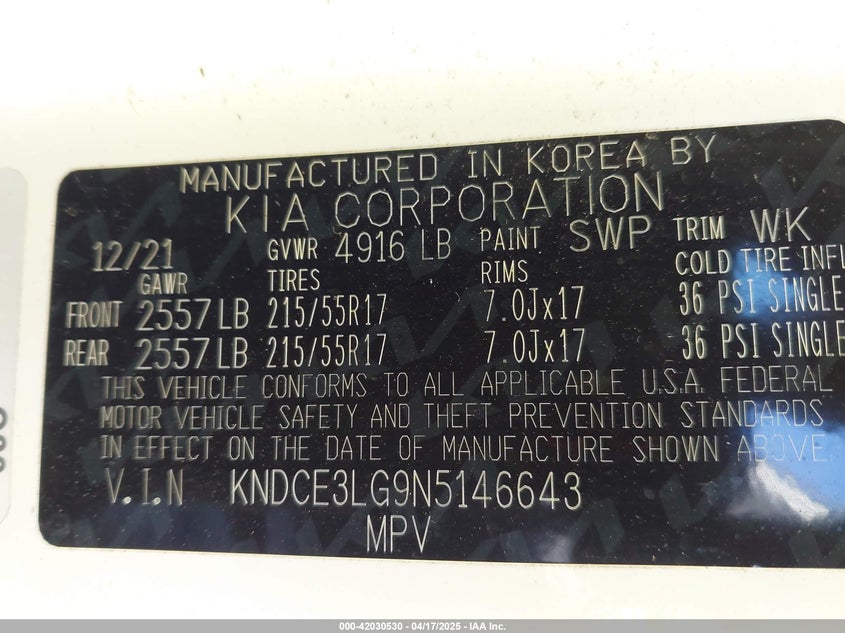 MANUFACTURED IN KOREA BY
KIA CORPORATION
12/21 GVWR 4916 LB PAINT SWP TRIM WK
GAWR TIRES RIMS COLD TIRE INFL
FRONT 2557 LB 215/55R17 7.0Jx17 36 PSI SINGLE
REAR 2557 LB 215/55R17 7.0Jx17 36 PSI SINGLE
THIS VEHICLE CONFORMS TO ALL APPLICABLE U.S.A. FEDERAL
MOTOR VEHICLE SAFETY AND THEFT PREVENTION STANDARDS
IN EFFECT ON THE DATE OF MANUFACTURE SHOWN ABOVE.
V.I.N KNDCE3LG9N5146643
MPV
000-42030530 - 04/17/2025 - IAA Inc.